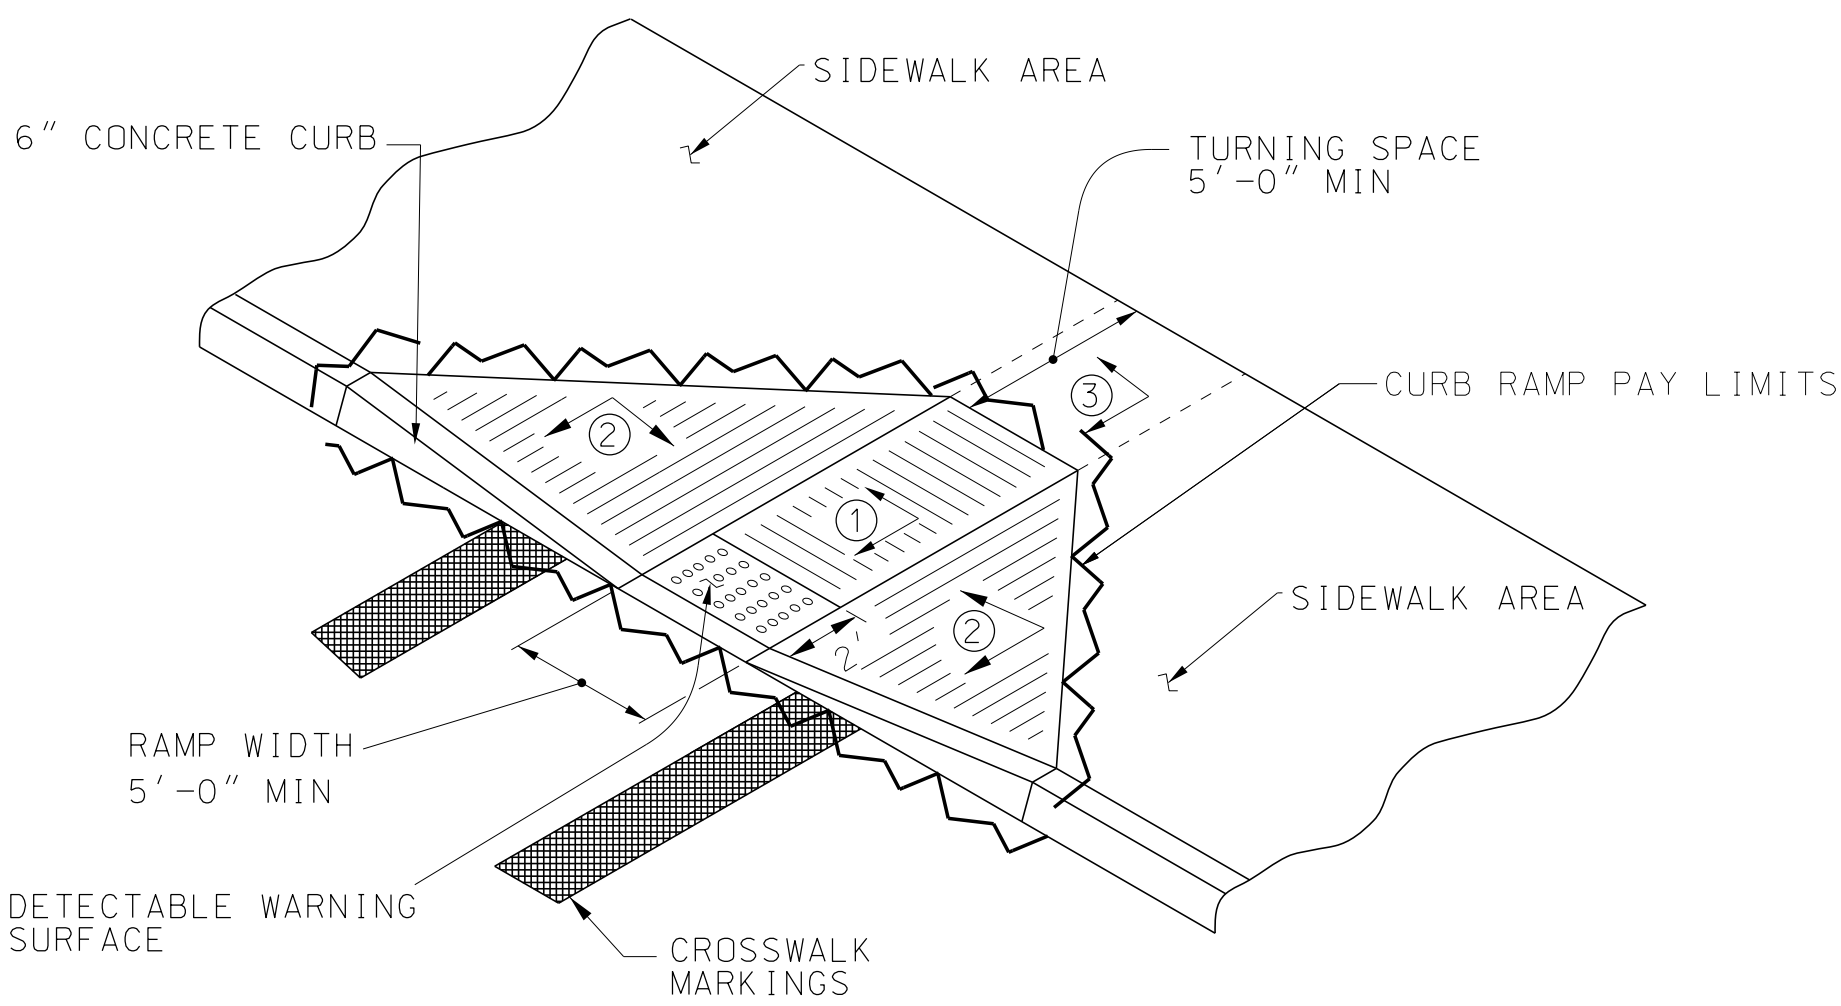 SIDEWALK AREA
6" CONCRETE CURB
TURNING SPACE
5'-0" MIN
3
CURB RAMP PAY LIMITS
2
1
SIDEWALK AREA
2
2'
RAMP WIDTH
5'-0" MIN
DETECTABLE WARNING
SURFACE
CROSSWALK
MARKINGS